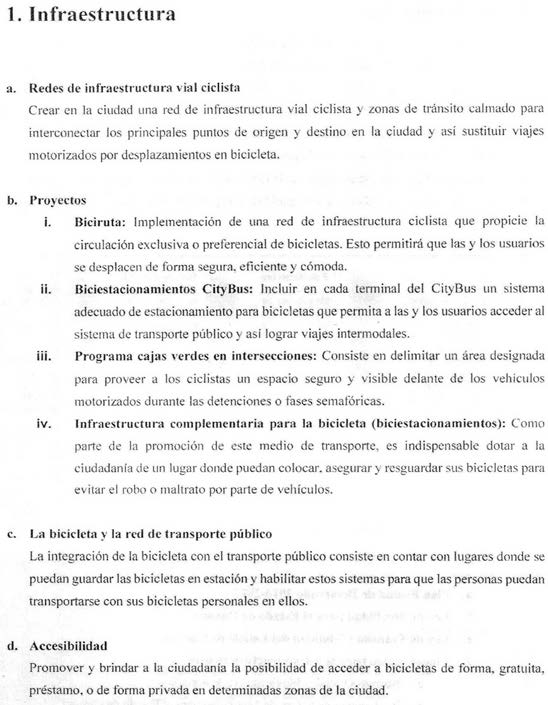 1. Infraestructura
a. Redes de infraestructura vial ciclista
Crear en la ciudad una red de infraestructura vial ciclista y zonas de tránsito calmado para
interconectar los principales puntos de origen y destino en la ciudad y así sustituir viajes
motorizados por desplazamientos en bicicleta.
b. Proyectos
i. Biciruta: Implementación de una red de infraestructura ciclista que propicie la
circulación exclusiva o preferencial de bicicletas. Esto permitirá que las y los usuarios
se desplacen de forma segura, eficiente y cómoda.
ii. Biciestacionamientos CityBus: Incluir en cada terminal del CityBus un sistema
adecuado de estacionamiento para bicicletas que permita a las y los usuarios acceder al
sistema de transporte público y así lograr viajes intermodales.
iii. Programa cajas verdes en intersecciones: Consiste en delimitar un área designada
para proveer a los ciclistas un espacio seguro y visible delante de los vehículos
motorizados durante las detenciones o fases semafóricas.
iv. Infraestructura complementaria para la bicicleta (biciestacionamientos): Como
parte de la promoción de este medio de transporte, es indispensable dotar a la
ciudadanía de un lugar donde puedan colocar, asegurar y resguardar sus bicicletas para
evitar el robo o maltrato por parte de vehículos.
c. La bicicleta y la red de transporte público
La integración de la bicicleta con el transporte público consiste en contar con lugares donde se
puedan guardar las bicicletas en estación y habilitar estos sistemas para que las personas puedan
transportarse con sus bicicletas personales en ellos.
d. Accesibilidad
Promover y brindar a la ciudadanía la posibilidad de acceder a bicicletas de forma, gratuita,
préstamo, o de forma privada en determinadas zonas de la ciudad.